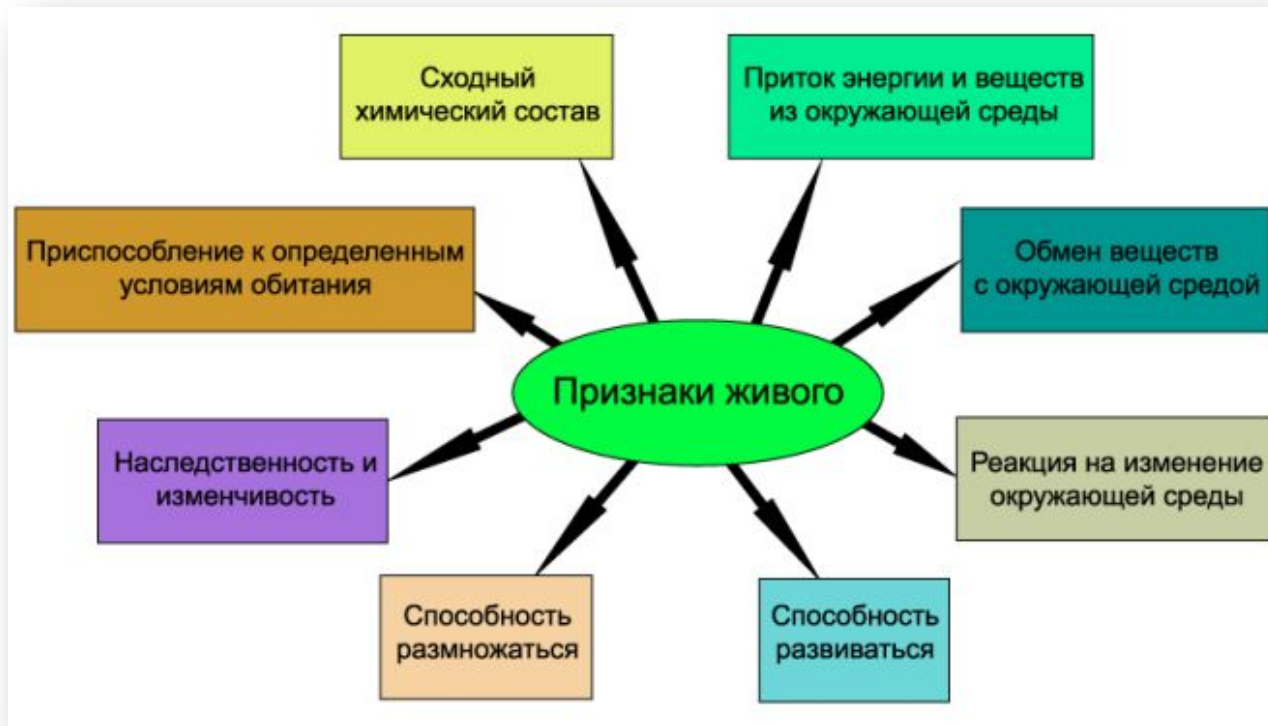 Сходный
химический состав
Приток энергии и веществ
из окружающей среды
Приспособление к определенным
условиям обитания
Обмен веществ
с окружающей средой
Признаки живого
Наследственность и
изменчивость
Реакция на изменение
окружающей среды
Способность
размножаться
Способность
развиваться